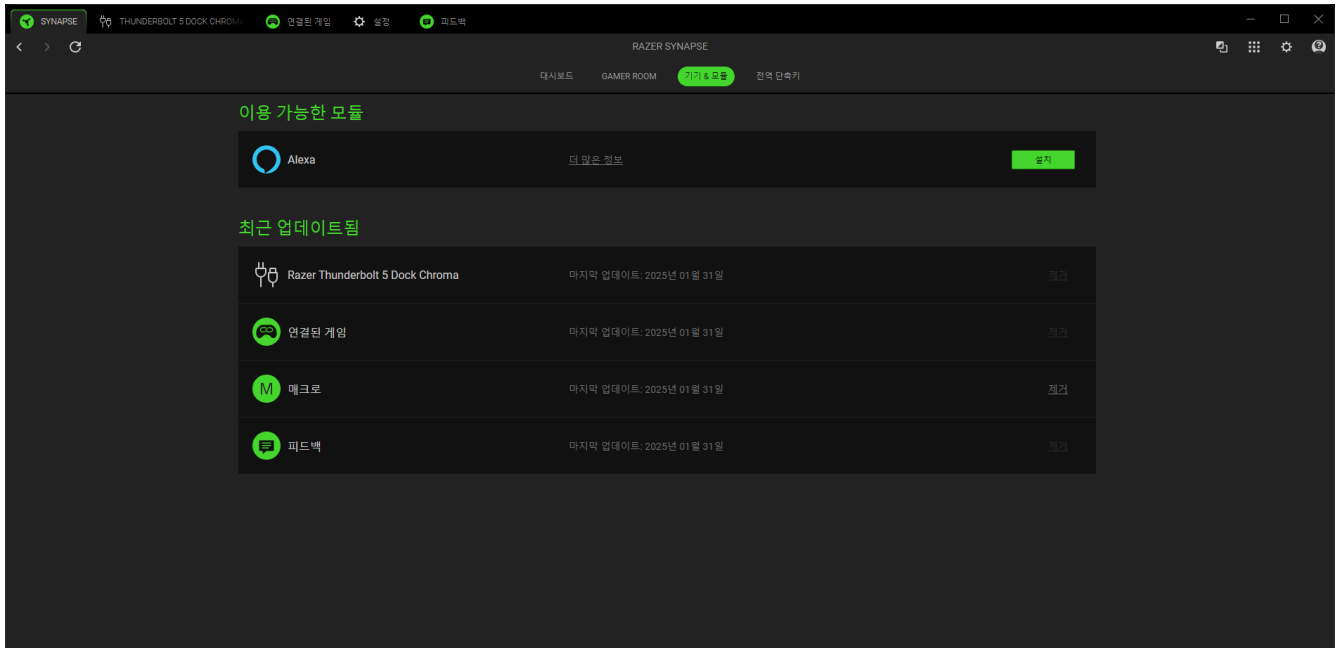 SYNAPSE
THUNDERBOLT 5 DOCK CHROMA
연결된 게임
설정
피드백
RAZER SYNAPSE
대시보드
GAMER ROOM
기기 & 모듈
전역 단축키
이용 가능한 모듈
Alexa
더 많은 정보
설치
최근 업데이트됨
Razer Thunderbolt 5 Dock Chroma
마지막 업데이트: 2025년 01월 31일
제거
연결된 게임
마지막 업데이트: 2025년 01월 31일
제거
M
매크로
마지막 업데이트: 2025년 01월 31일
제거
피드백
마지막 업데이트: 2025년 01월 31일
제거